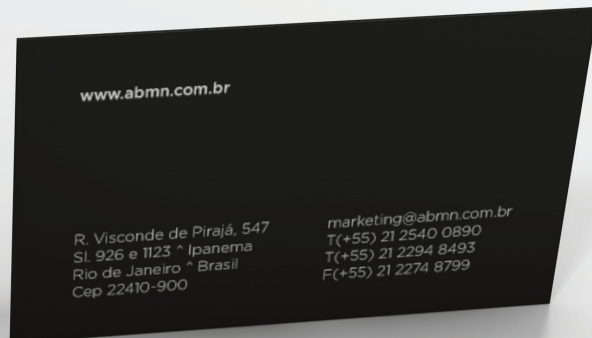 www.abmn.com.br
R. Visconde de Pirajá, 547
Sl. 926 e 1123 ^ Ipanema
Rio de Janeiro ^ Brasil
Cep 22410-900
marketing@abmn.com.br
T(+55) 21 2540 0890
T(+55) 21 2294 8493
F(+55) 21 2274 8799